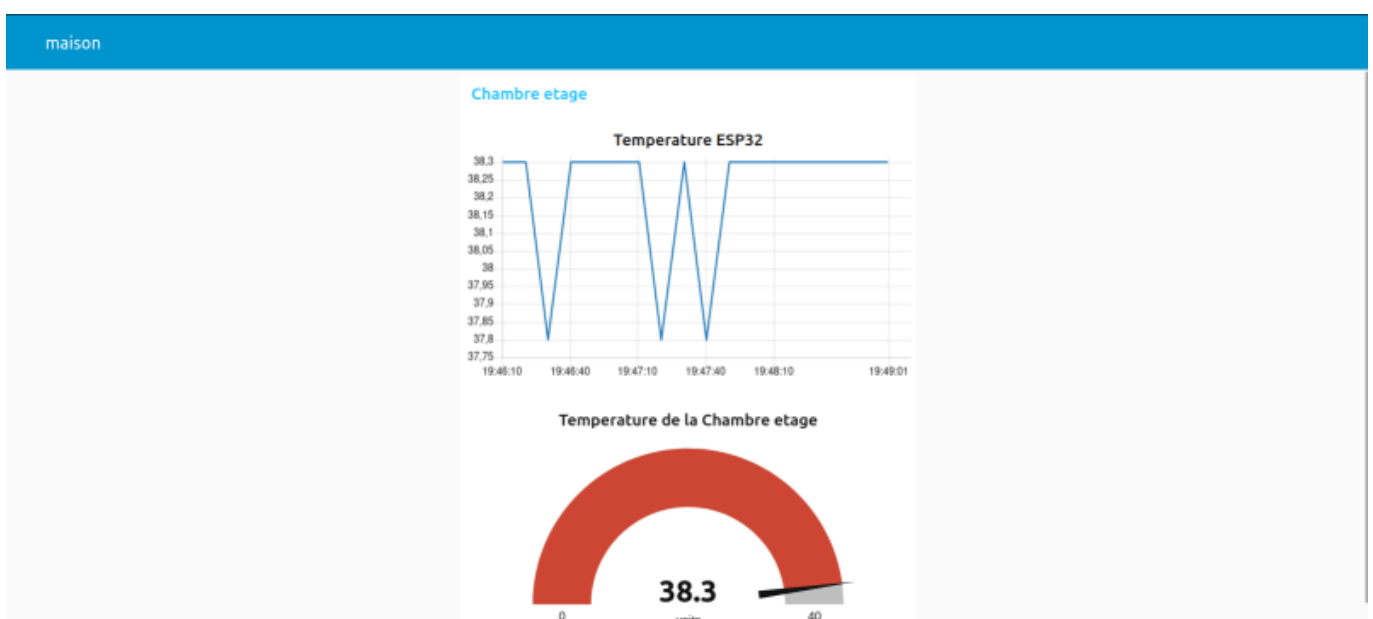 maison
Chambre etage
Temperature ESP32
38,3
38,25
38,2
38,15
38,1
38,05
38
37,95
37,9
37,85
37,8
37,75
19:46:10 19:46:40 19:47:10 19:47:40 19:48:10 19:49:01
Temperature de la Chambre etage
38.3
0 units 40